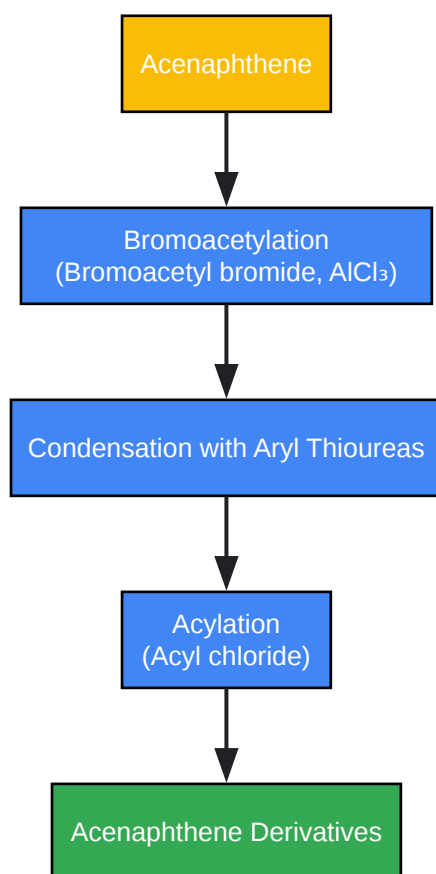 Acenaphthene
Bromoacetylation
(Bromoacetyl bromide, AlCl₃)
Condensation with Aryl Thioureas
Acylation
(Acyl chloride)
Acenaphthene Derivatives